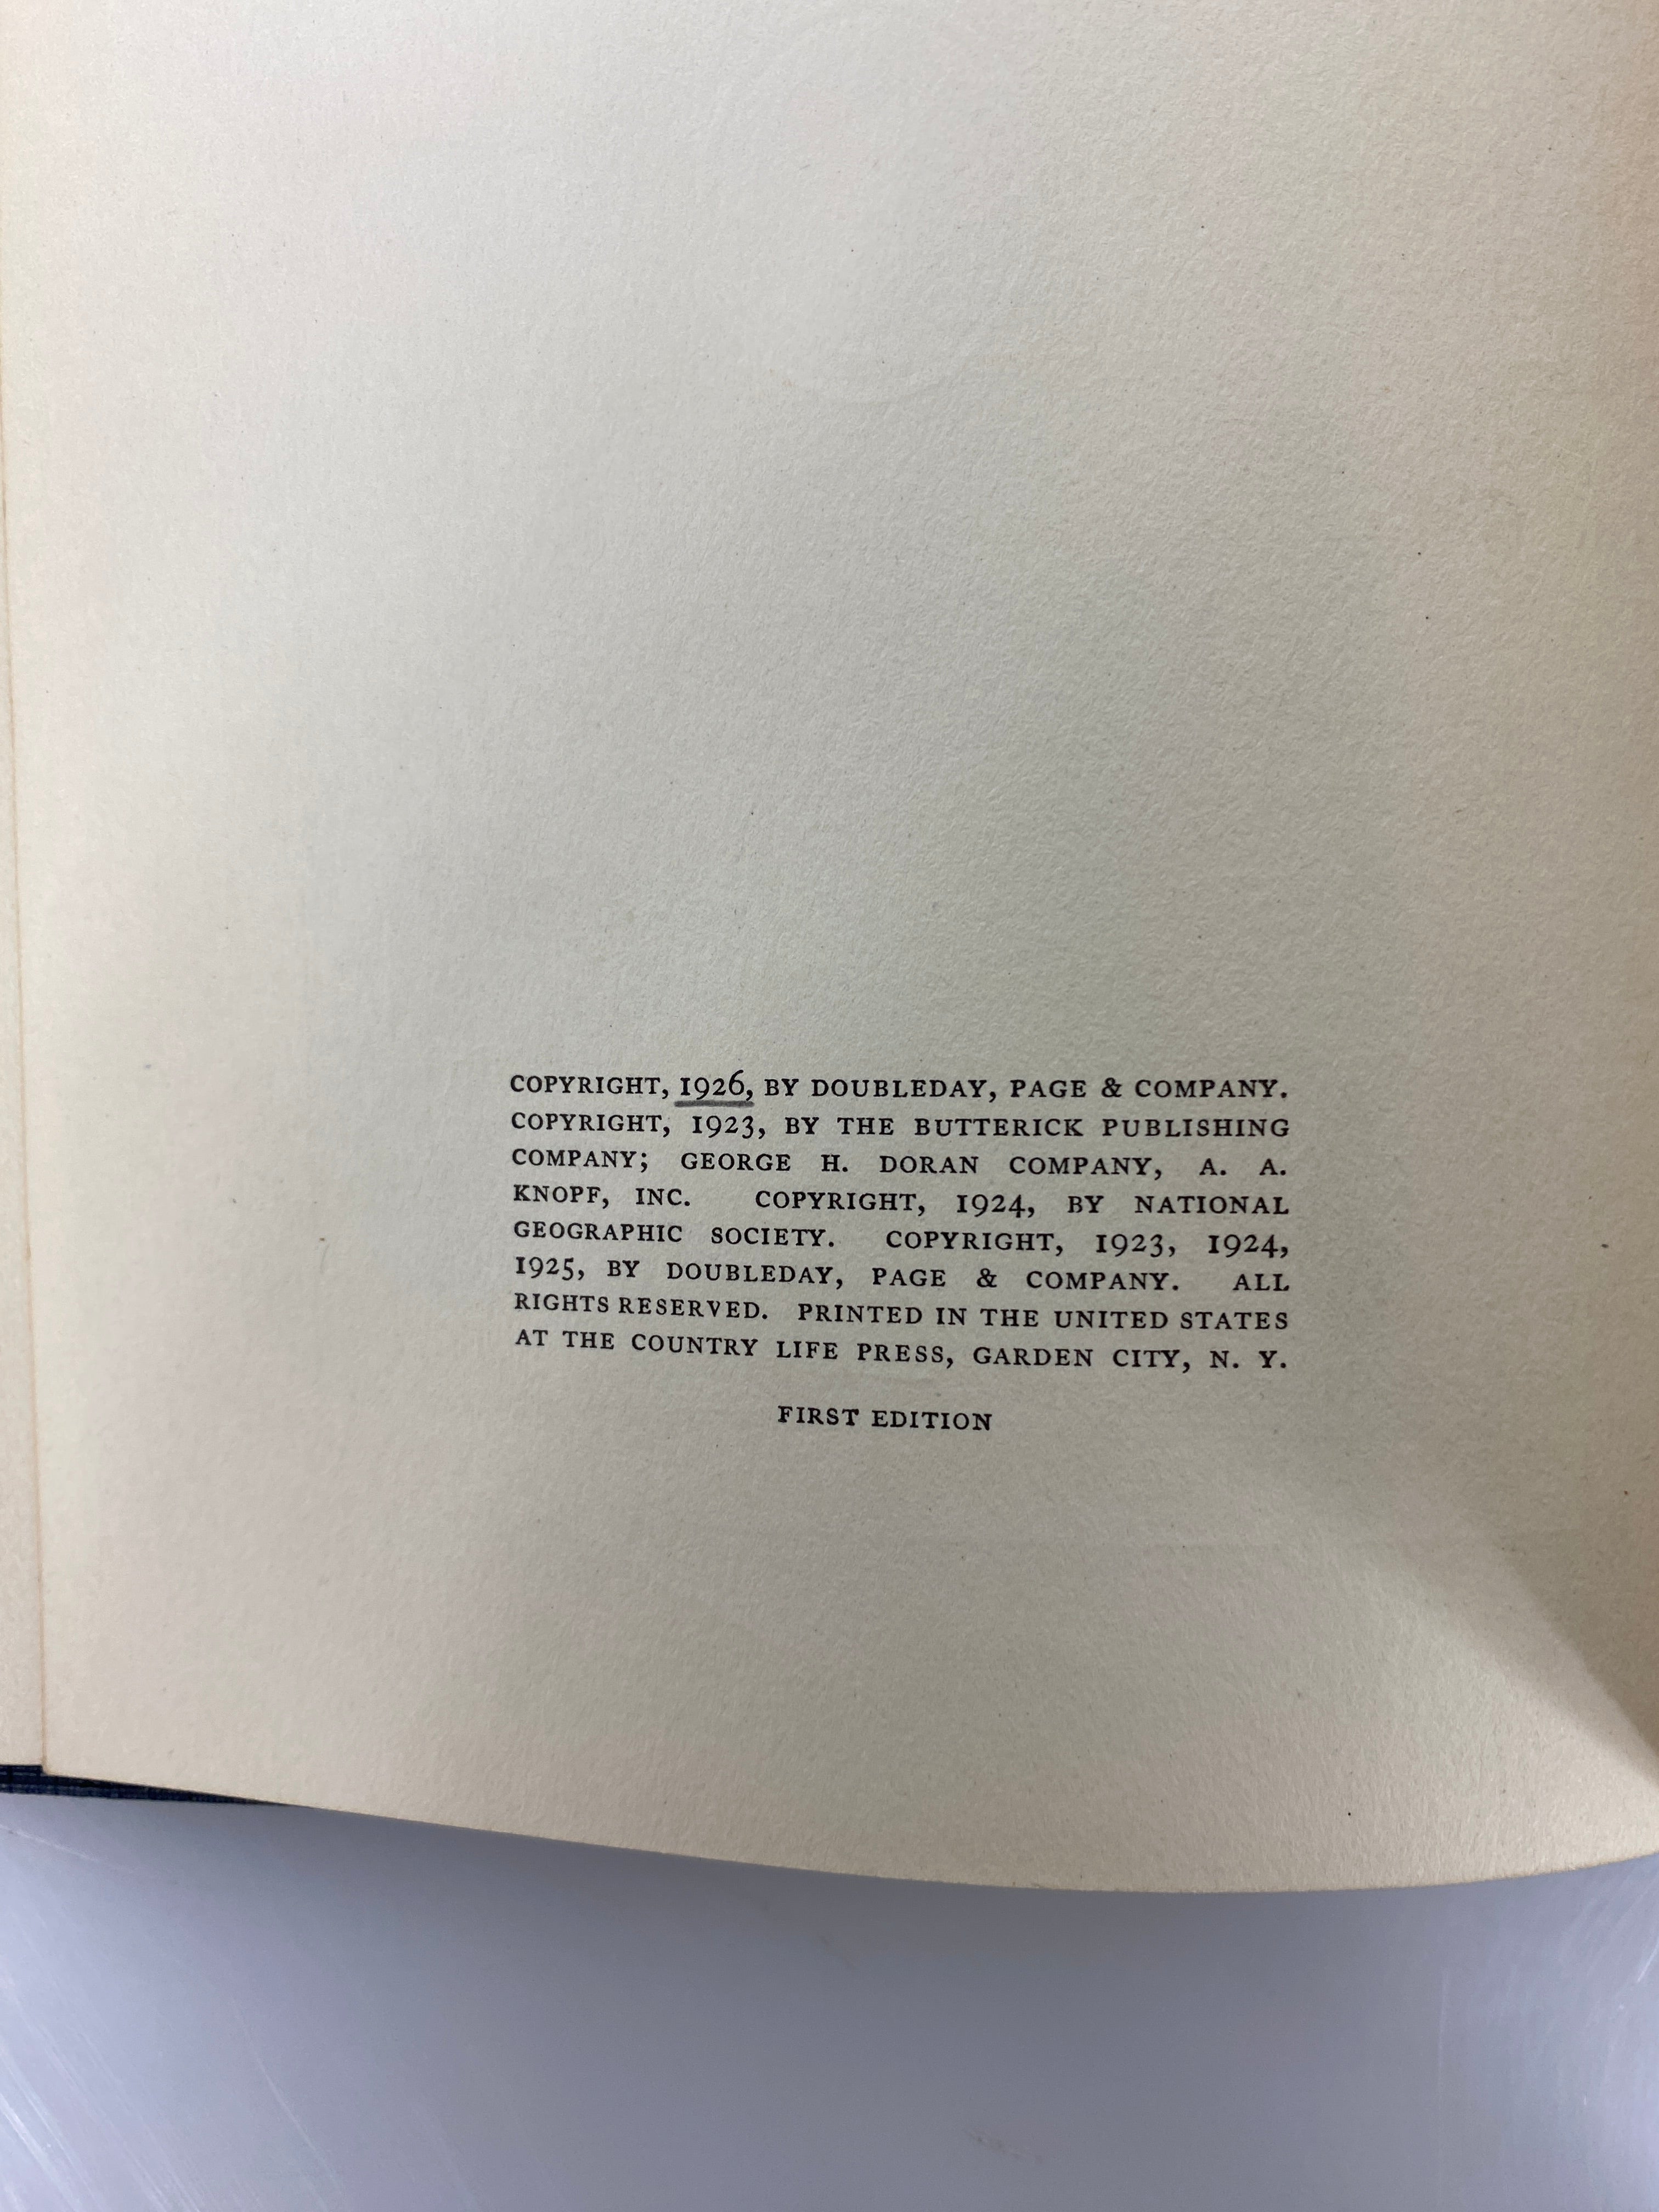 COPYRIGHT, 1926, BY DOUBLEDAY, PAGE & COMPANY.
COPYRIGHT, 1923, BY THE BUTTERICK PUBLISHING
COMPANY; GEORGE H. DORAN COMPANY, A. A.
KNOPF, INC. COPYRIGHT, 1924, BY NATIONAL
GEOGRAPHIC SOCIETY. COPYRIGHT, 1923, 1924,
1925, BY DOUBLEDAY, PAGE & COMPANY. ALL
RIGHTS RESERVED. PRINTED IN THE UNITED STATES
AT THE COUNTRY LIFE PRESS, GARDEN CITY, N. Y.
FIRST EDITION